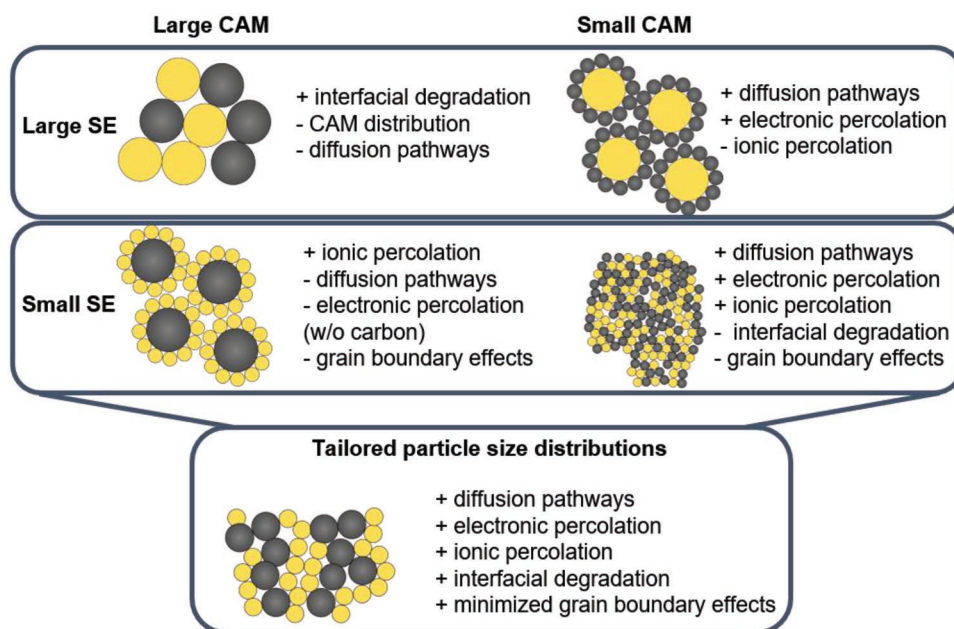 Large CAM
Small CAM
Large SE
+ interfacial degradation
- CAM distribution
- diffusion pathways
+ diffusion pathways
+ electronic percolation
- ionic percolation
Small SE
+ ionic percolation
- diffusion pathways
- electronic percolation
(w/o carbon)
- grain boundary effects
+ diffusion pathways
+ electronic percolation
+ ionic percolation
- interfacial degradation
- grain boundary effects
Tailored particle size distributions
+ diffusion pathways
+ electronic percolation
+ ionic percolation
+ interfacial degradation
+ minimized grain boundary effects